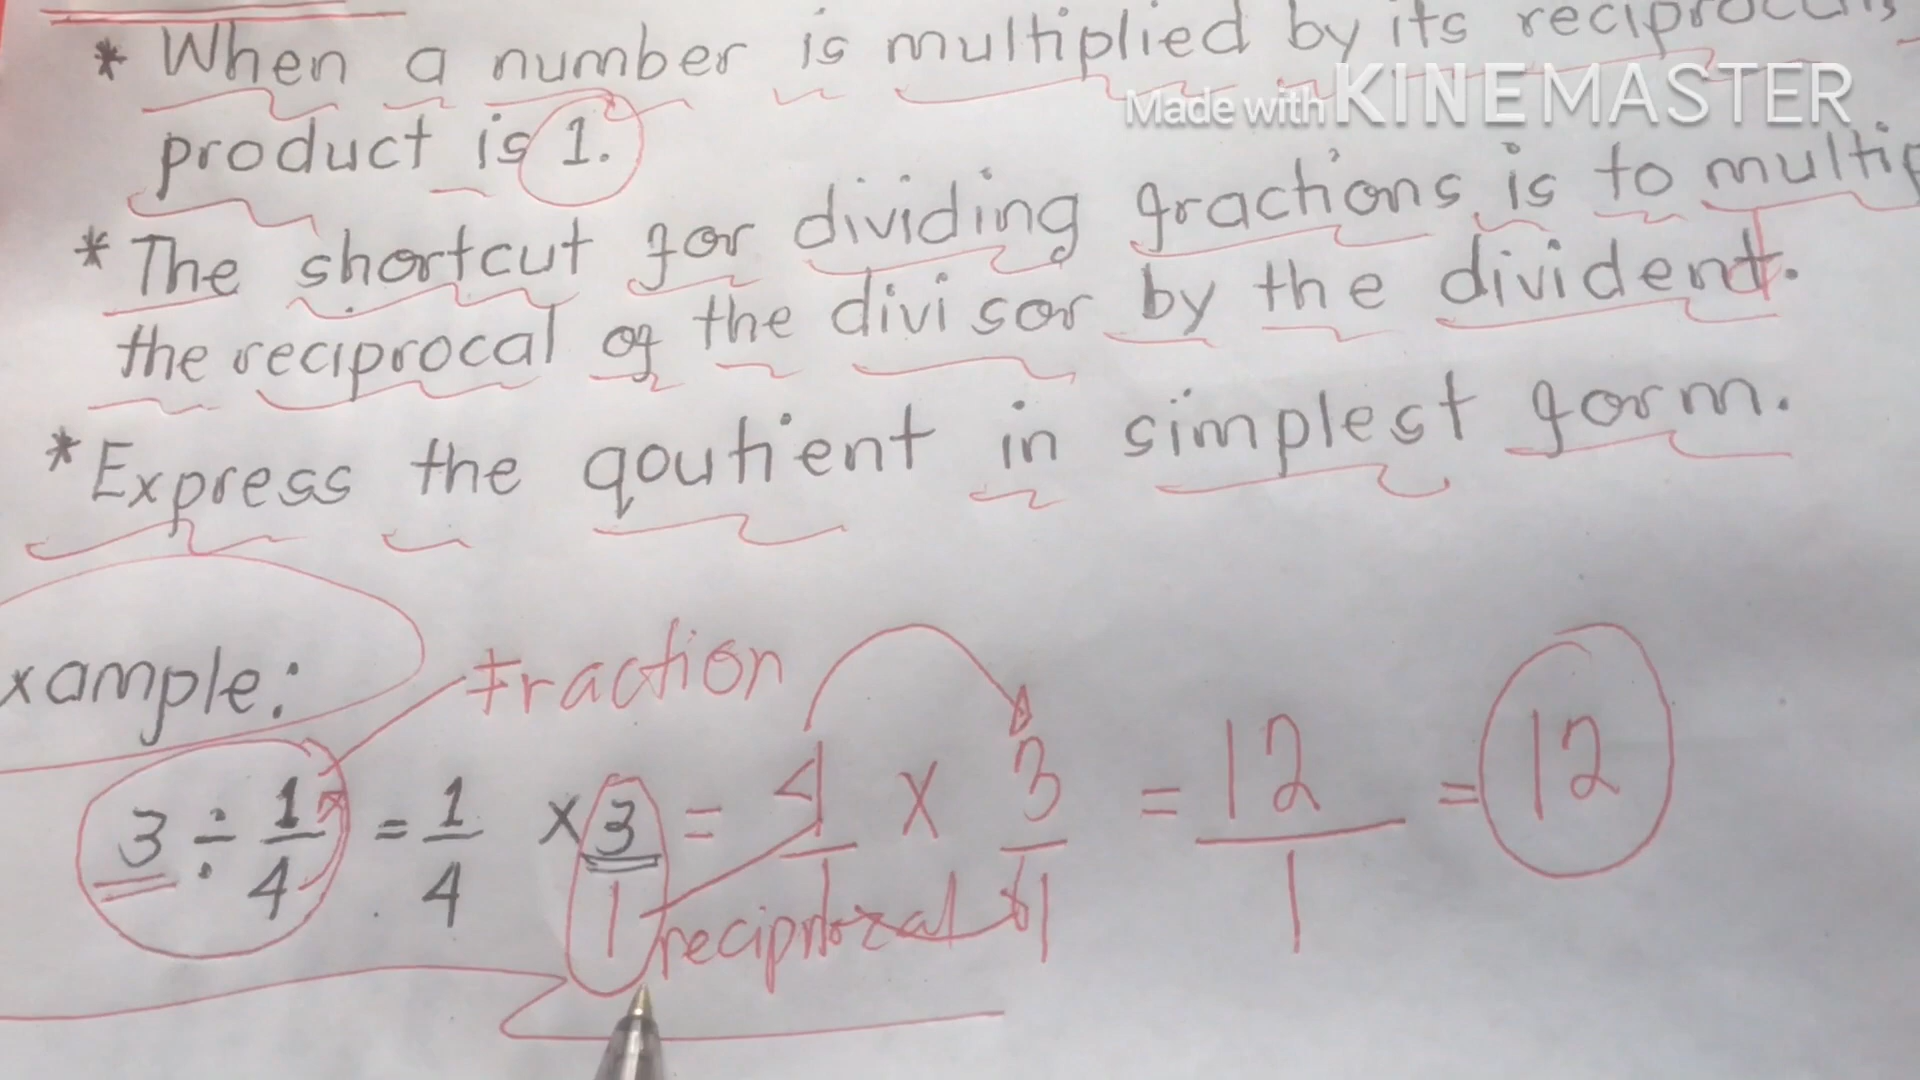 * When a number is multiplied by its reciprocal,
Made with KINEMASTER
product is 1.
* The shortcut for dividing fractions is to multip
the reciprocal of the divisor by the divident.
* Express the qoutient in simplest form.
xample: Fraction
3 ÷ 1/4 = 1/4 × 3/1 = 4/1 × 3/1 = 12/1 = 12
reciprocal